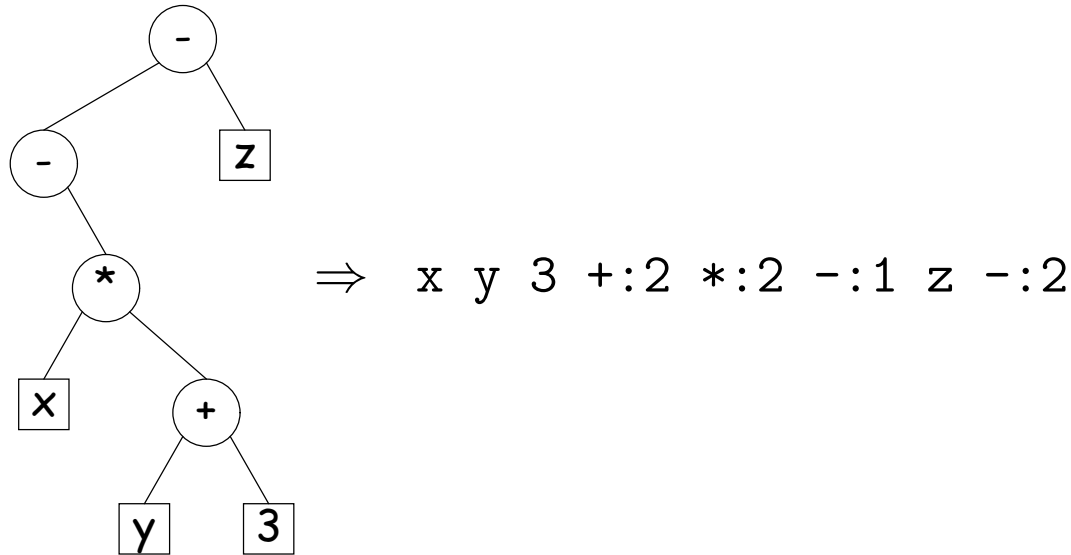 -
- z
*
⇒ x y 3 +:2 *:2 -:1 z -:2
x +
y 3